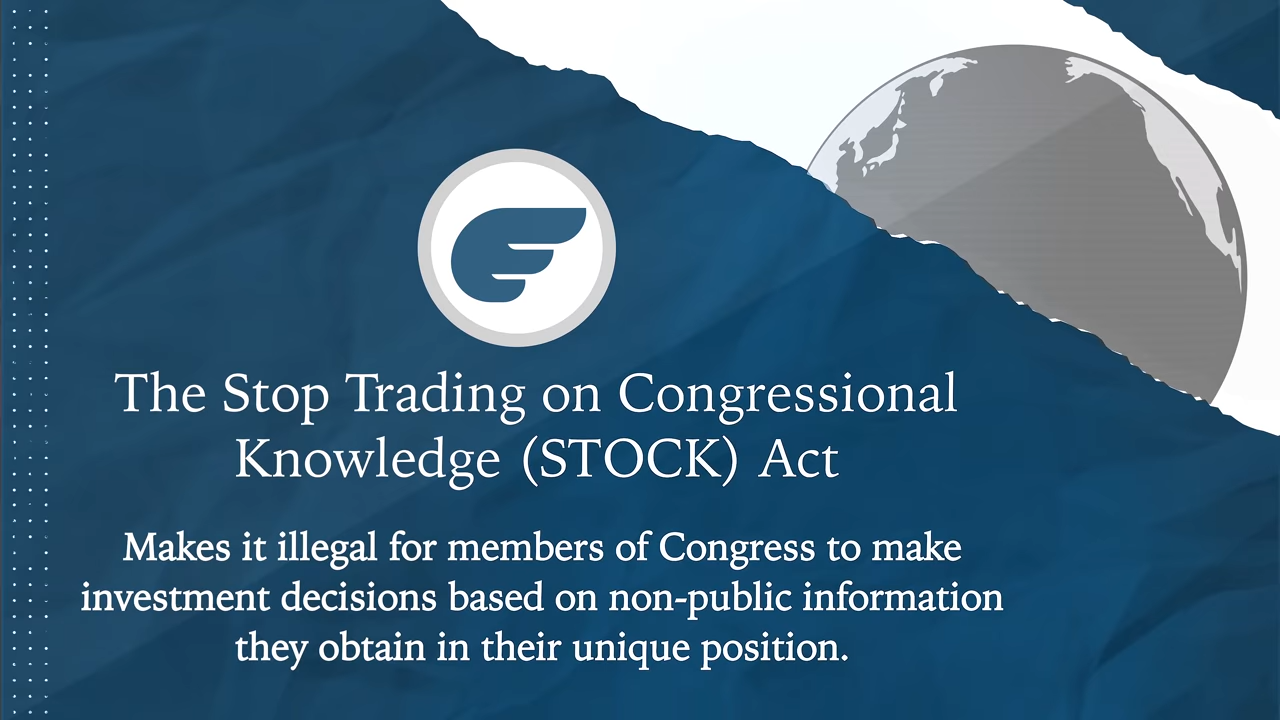 The Stop Trading on Congressional
Knowledge (STOCK) Act
Makes it illegal for members of Congress to make
investment decisions based on non-public information
they obtain in their unique position.